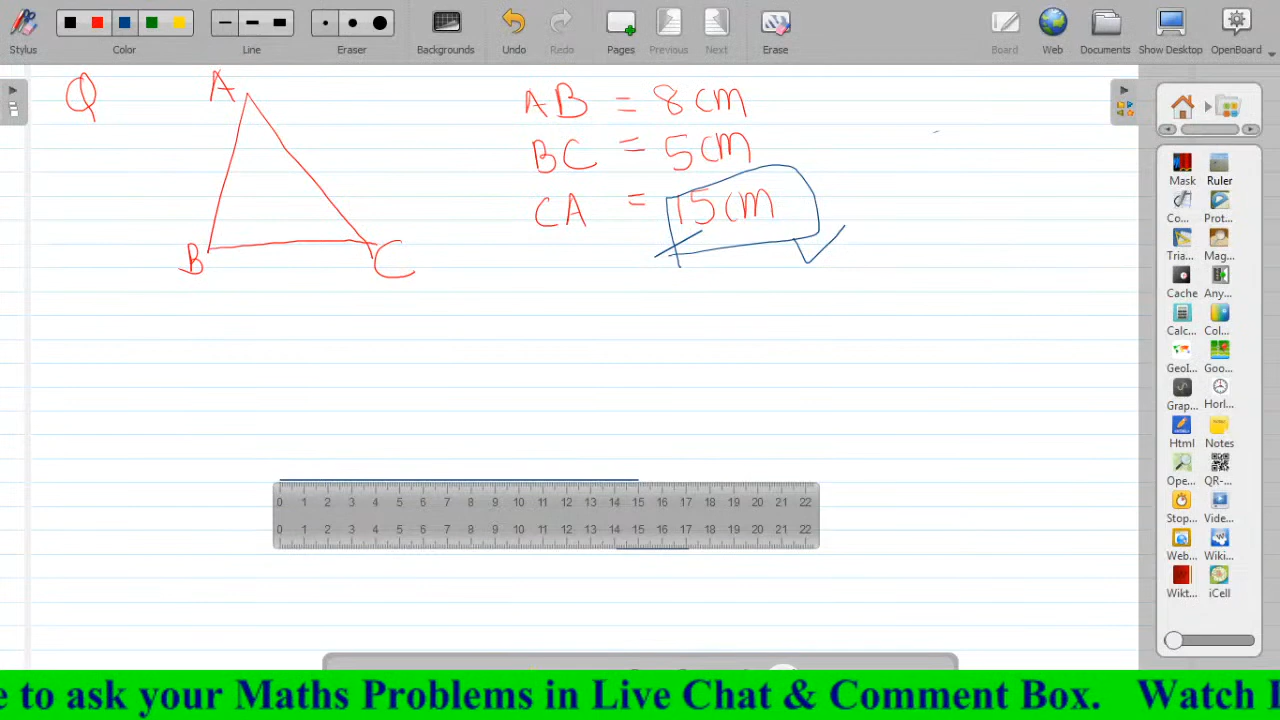 Stylus Color Line Eraser Backgrounds Undo Redo Pages Previous Next Erase Board Web Documents Show Desktop OpenBoard
Q
A
B
C
AB = 8 cm
BC = 5 cm
CA = 15 cm
Mask Ruler
Co... Prot...
Tria... Mag...
Cache Any...
Calc... Col...
GeoI... Goo...
Grap... Horl...
Html Notes
Ope... QR-...
Stop... Vide...
Web... Wiki...
Wikt... iCell
0 1 2 3 4 5 6 7 8 9 10 11 12 13 14 15 16 17 18 19 20 21 22
0 1 2 3 4 5 6 7 8 9 10 11 12 13 14 15 16 17 18 19 20 21 22
e to ask your Maths Problems in Live Chat & Comment Box. Watch